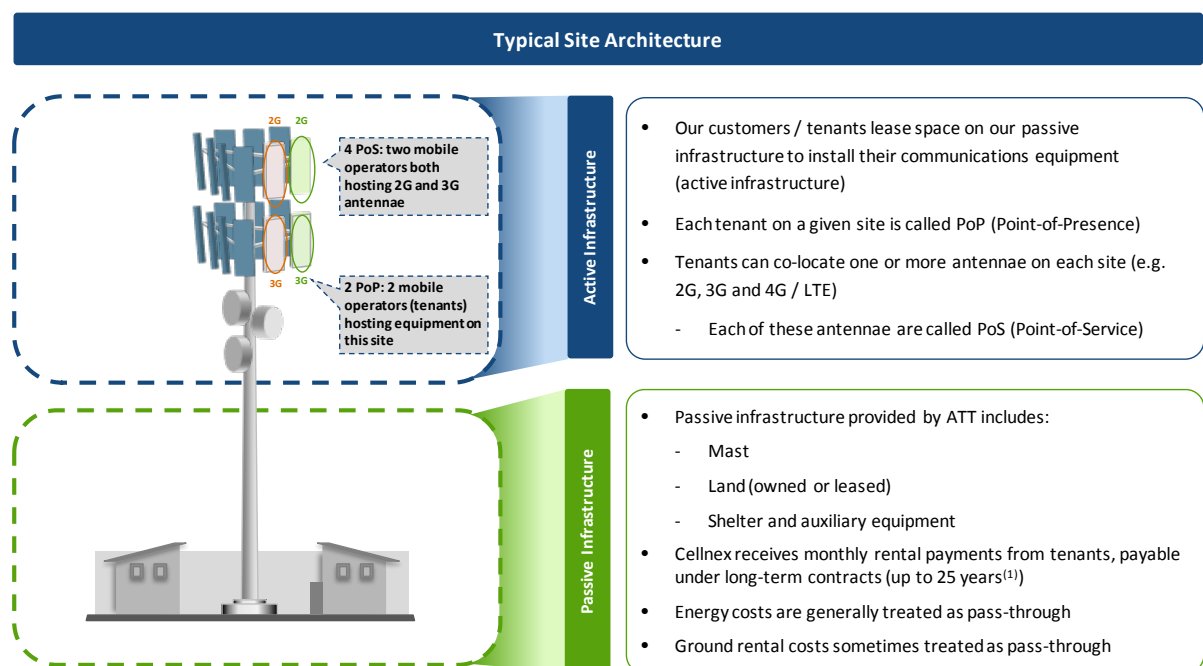 Typical Site Architecture
2G 2G
4 PoS: two mobile
operators both
hosting 2G and 3G
antennae
3G 3G
2 PoP: 2 mobile
operators (tenants)
hosting equipment on
this site
Active Infrastructure
• Our customers / tenants lease space on our passive
infrastructure to install their communications equipment
(active infrastructure)
• Each tenant on a given site is called PoP (Point-of-Presence)
• Tenants can co-locate one or more antennae on each site (e.g.
2G, 3G and 4G / LTE)
- Each of these antennae are called PoS (Point-of-Service)
Passive Infrastructure
• Passive infrastructure provided by ATT includes:
- Mast
- Land (owned or leased)
- Shelter and auxiliary equipment
• Cellnex receives monthly rental payments from tenants, payable
under long-term contracts (up to 25 years(1))
• Energy costs are generally treated as pass-through
• Ground rental costs sometimes treated as pass-through